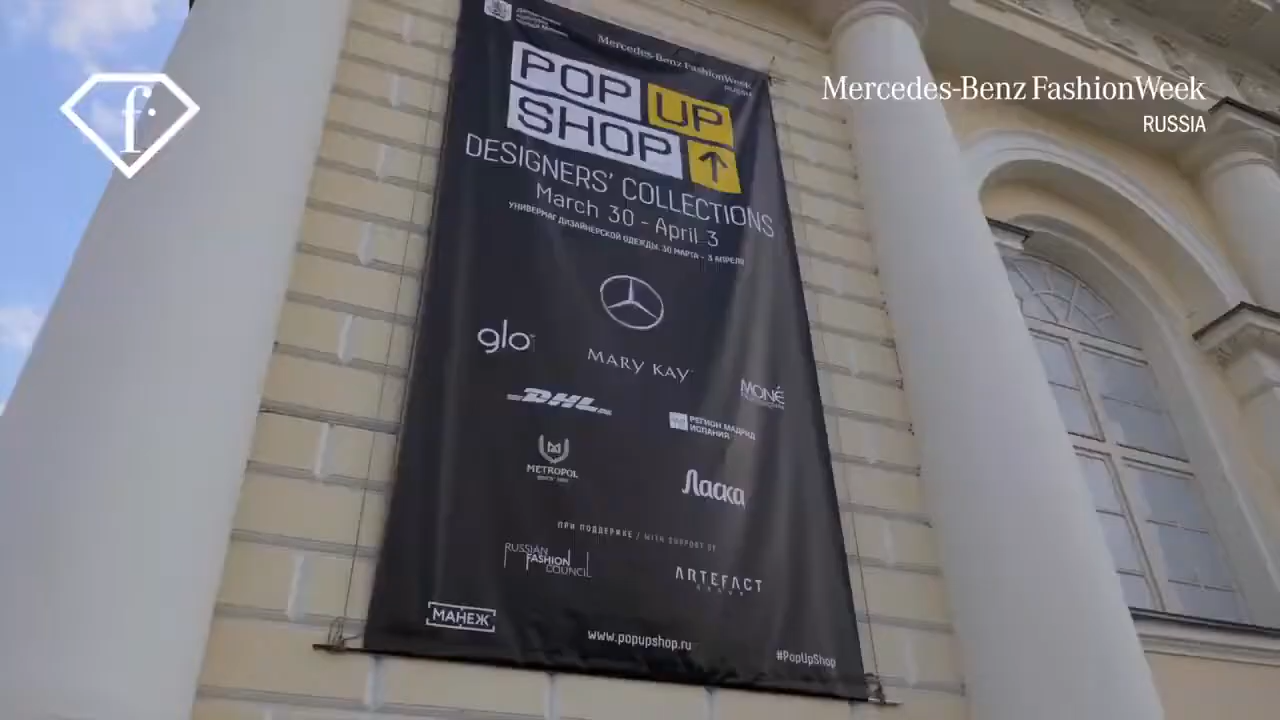 f.
Mercedes-Benz FashionWeek
RUSSIA
Mercedes-Benz FashionWeek
RUSSIA
POP UP
SHOP ↑
DESIGNERS' COLLECTIONS
March 30 - April 3
УНИВЕРМАГ ДИЗАЙНЕРСКОЙ ОДЕЖДЫ. 30 МАРТА - 3 АПРЕЛЯ
glo
MARY KAY
MONÉ
DHL
РЕГИОН МАДРИД
ИСПАНИЯ
METROPOL
Ласка
ПРИ ПОДДЕРЖКЕ / WITH SUPPORT OF
RUSSIAN
FASHION
COUNCIL
ARTEFACT
МАНЕЖ
www.popupshop.ru
#PopUpShop